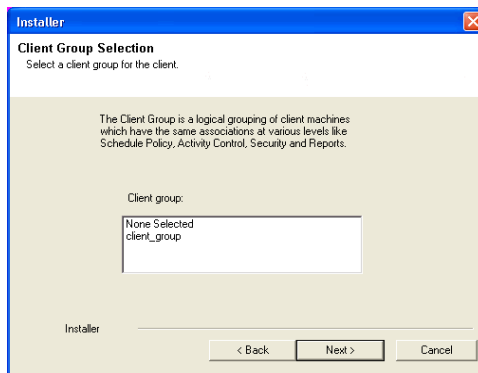 Installer
Client Group Selection
Select a client group for the client.
The Client Group is a logical grouping of client machines
which have the same associations at various levels like
Schedule Policy, Activity Control, Security and Reports.
Client group:
None Selected
client_group
Installer
< Back
Next >
Cancel